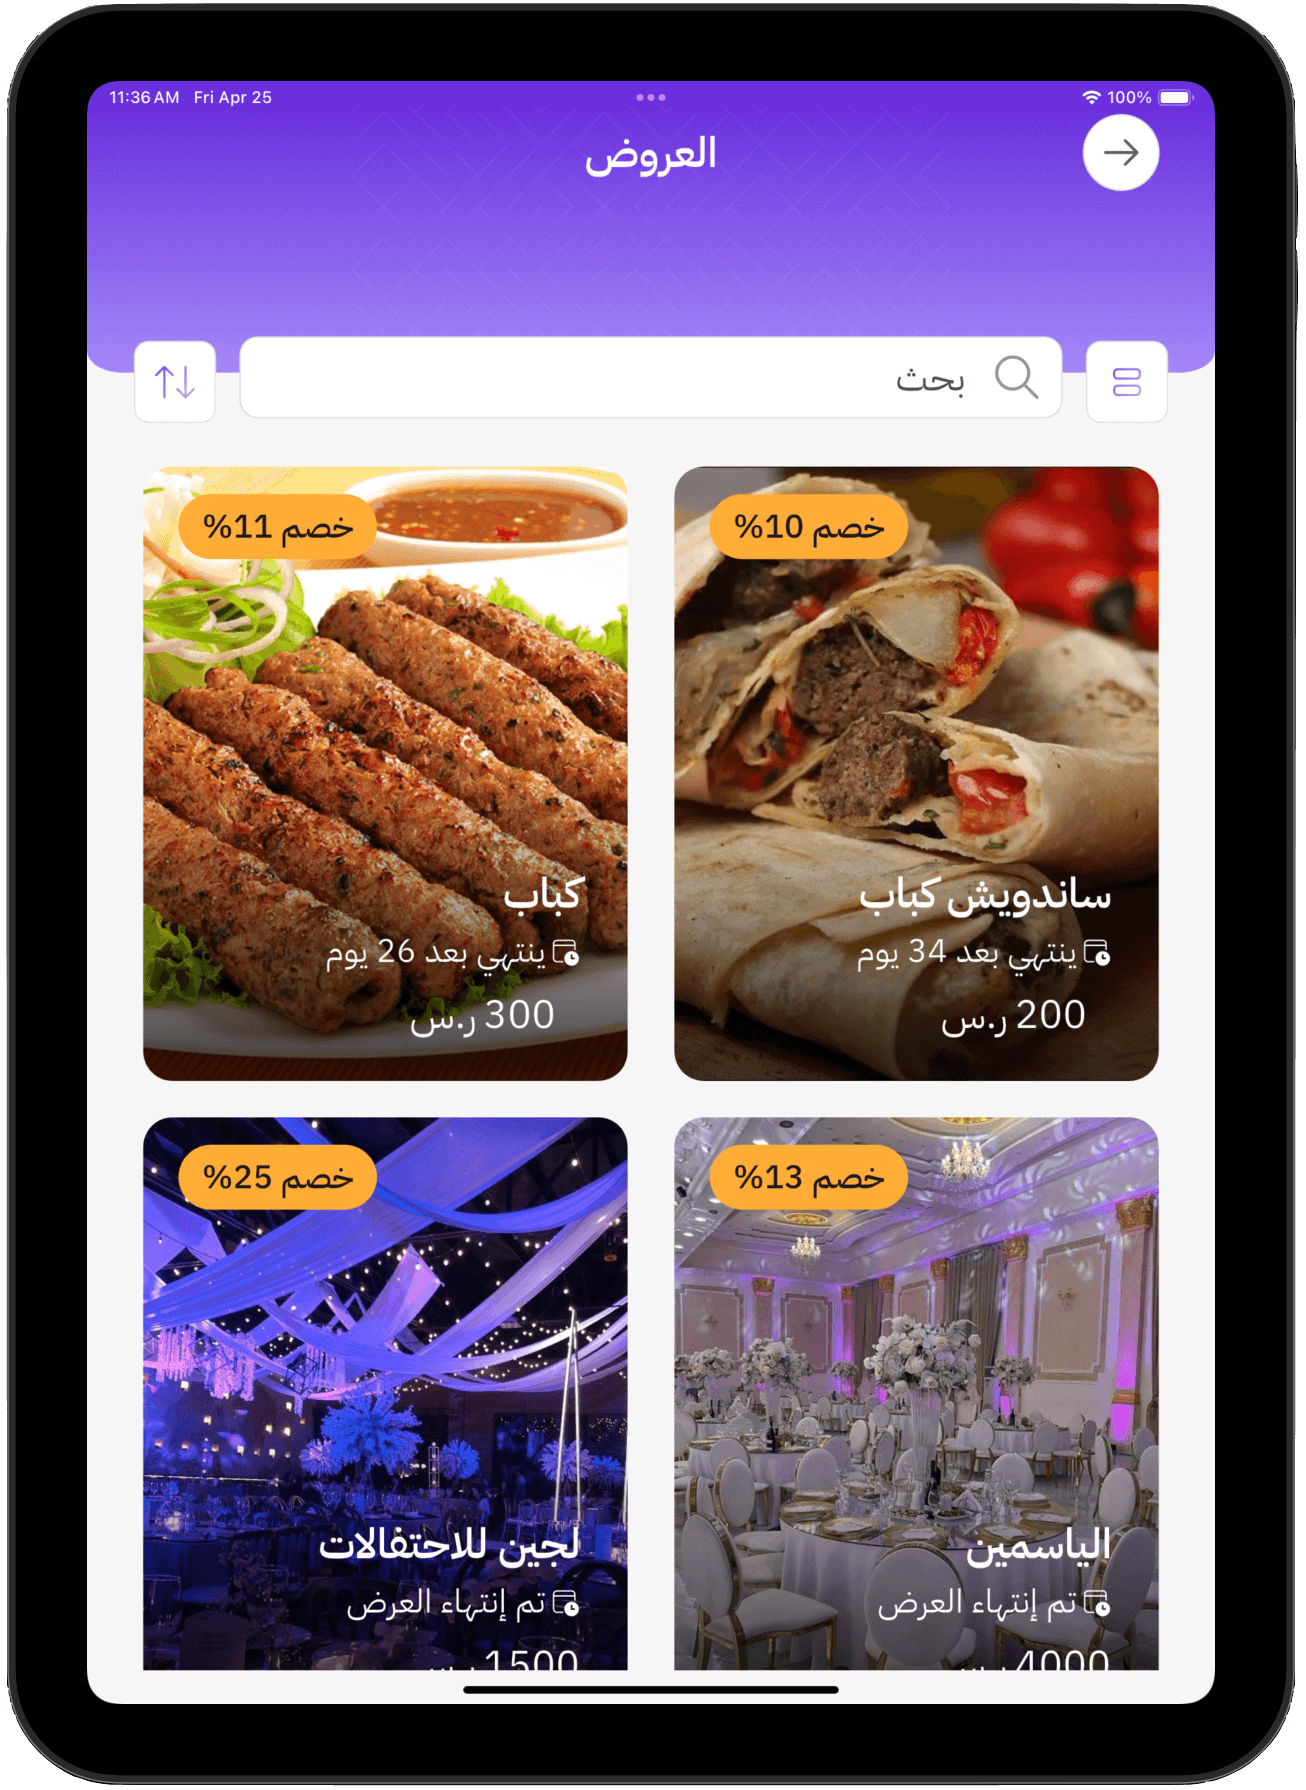 11:36 AM Fri Apr 25
100%
العروض
بحث
خصم 10%
ساندويش كباب
ينتهي بعد 34 يوم
200 ر.س
خصم 11%
كباب
ينتهي بعد 26 يوم
300 ر.س
خصم 13%
الياسمين
تم إنتهاء العرض
4000 ر.س
خصم 25%
لجين للاحتفالات
تم إنتهاء العرض
1500 ر.س